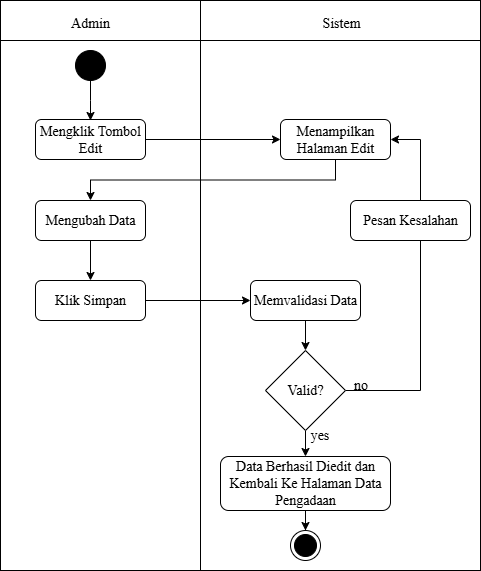 Admin
Sistem
Mengklik Tombol
Edit
Menampilkan
Halaman Edit
Mengubah Data
Pesan Kesalahan
Klik Simpan
Memvalidasi Data
Valid?
no
yes
Data Berhasil Diedit dan
Kembali Ke Halaman Data
Pengadaan